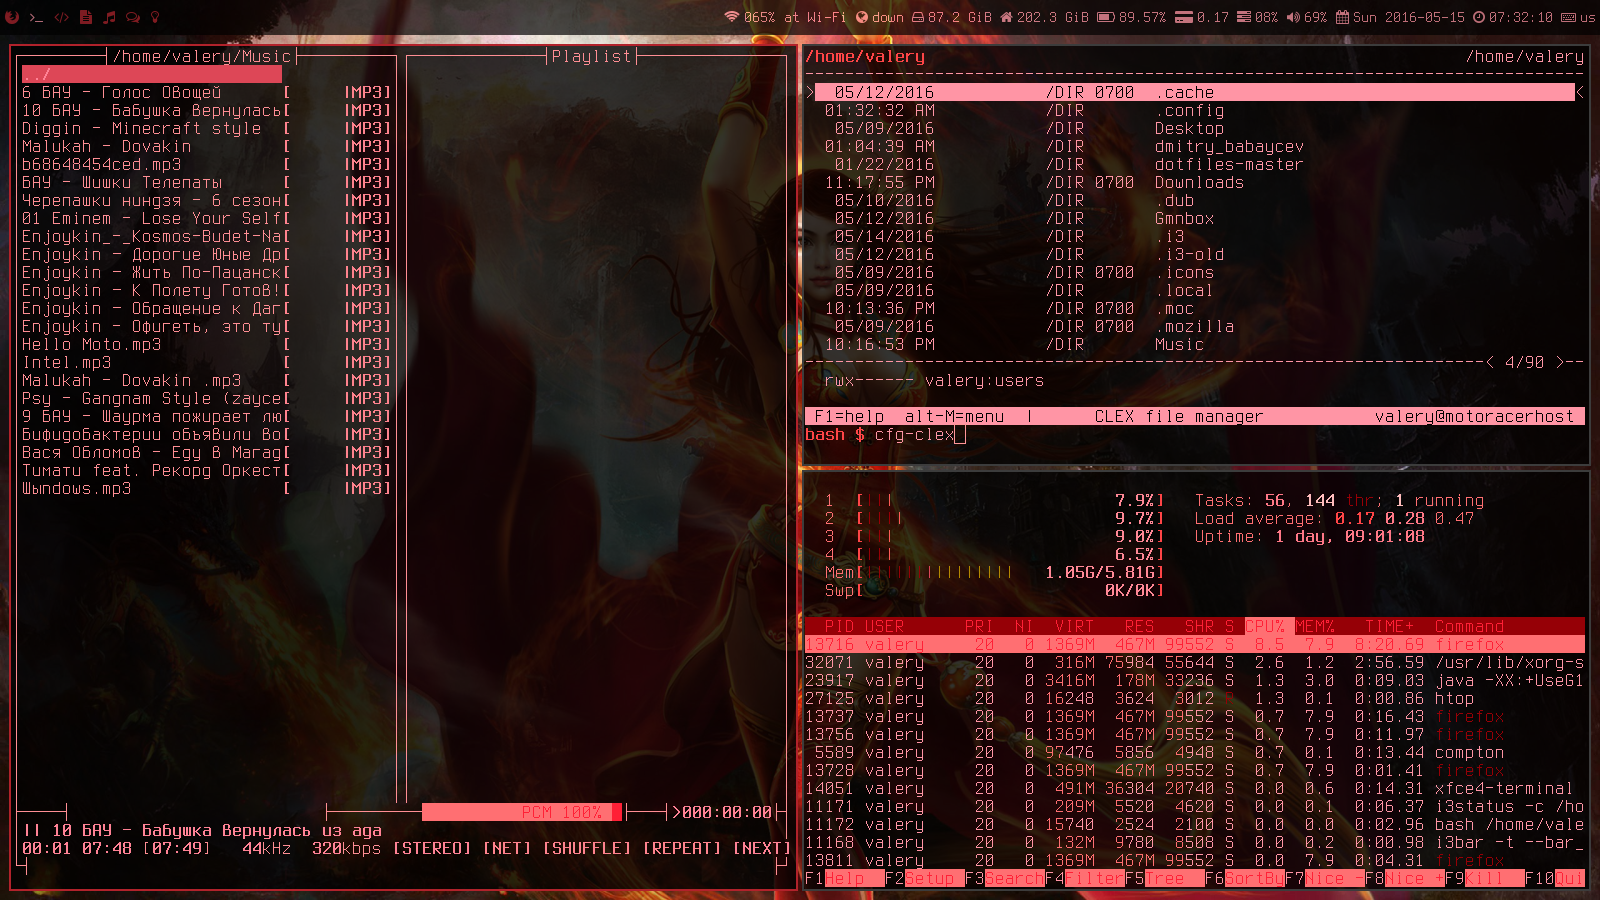 065% at Wi-Fi down 87.2 GiB 202.3 GiB 89.57% 0.17 08% 69% Sun 2016-05-15 07:32:10 us
/home/valery/Music
../
6 БАУ - Голос Овощей [ |MP3]
10 БАУ - Бабушка Вернулась[ |MP3]
Diggin - Minecraft style [ |MP3]
Malukah - Dovakin [ |MP3]
b68648454ced.mp3 [ |MP3]
БАУ - Шишки Телепаты [ |MP3]
Черепашки ниндзя - 6 сезон[ |MP3]
01 Eminem - Lose Your Self[ |MP3]
Enjoykin_-_Kosmos-Budet-Na[ |MP3]
Enjoykin - Дорогие Юные Др[ |MP3]
Enjoykin - Жить По-Пацанск[ |MP3]
Enjoykin - К Полету Готов![ |MP3]
Enjoykin - Обращение к Даг[ |MP3]
Enjoykin - Офигеть, это ту[ |MP3]
Hello Moto.mp3 [ |MP3]
Intel.mp3 [ |MP3]
Malukah - Dovakin .mp3 [ |MP3]
Psy - Gangnam Style (zayce[ |MP3]
9 БАУ - Шаурма пожирает лю[ |MP3]
Бифидобактерии объявили Во[ |MP3]
Вася Обломов - Еду в Магад[ |MP3]
Тимати feat. Рекорд Оркест[ |MP3]
Шыndows.mp3 [ |MP3]
Playlist
PCM 100% >000:00:00
|| 10 БАУ - Бабушка Вернулась из ада
00:01 07:48 [07:49] 44kHz 320kbps [STEREO] [NET] [SHUFFLE] [REPEAT] [NEXT]
/home/valery /home/valery
> 05/12/2016 /DIR 0700 .cache <
01:32:32 AM /DIR .config
05/09/2016 /DIR Desktop
01:04:39 AM /DIR dmitry_babaycev
01/22/2016 /DIR dotfiles-master
11:17:55 PM /DIR 0700 Downloads
05/10/2016 /DIR .dub
05/12/2016 /DIR Gmnbox
05/14/2016 /DIR .i3
05/12/2016 /DIR .i3-old
05/09/2016 /DIR 0700 .icons
05/09/2016 /DIR .local
10:13:36 PM /DIR 0700 .moc
05/09/2016 /DIR 0700 .mozilla
10:16:53 PM /DIR Music
< 4/90 >--
rwx------ valery:users
F1=help alt-M=menu | CLEX file manager valery@motoracerhost
bash $ cfg-clex
1 [||| 7.9%] Tasks: 56, 144 thr; 1 running
2 [|||| 9.7%] Load average: 0.17 0.28 0.47
3 [||| 9.0%] Uptime: 1 day, 09:01:08
4 [||| 6.5%]
Mem[||||||||||||||| 1.05G/5.81G]
Swp[ 0K/0K]
PID USER PRI NI VIRT RES SHR S CPU% MEM% TIME+ Command
13716 valery 20 0 1369M 467M 99552 S 8.5 7.9 8:20.69 firefox
32071 valery 20 0 316M 75984 55644 S 2.6 1.2 2:56.59 /usr/lib/xorg-s
23917 valery 20 0 3416M 178M 33236 S 1.3 3.0 0:09.03 java -XX:+UseG1
27125 valery 20 0 16248 3624 3012 R 1.3 0.1 0:00.86 htop
13737 valery 20 0 1369M 467M 99552 S 0.7 7.9 0:16.43 firefox
13756 valery 20 0 1369M 467M 99552 S 0.7 7.9 0:11.97 firefox
5589 valery 20 0 97476 5856 4948 S 0.7 0.1 0:13.44 compton
13728 valery 20 0 1369M 467M 99552 S 0.7 7.9 0:01.41 firefox
14051 valery 20 0 491M 36304 20740 S 0.0 0.6 0:14.31 xfce4-terminal
11171 valery 20 0 209M 5520 4620 S 0.0 0.1 0:06.37 i3status -c /ho
11172 valery 20 0 15740 2524 2100 S 0.0 0.0 0:02.96 bash /home/vale
11168 valery 20 0 132M 9780 8508 S 0.0 0.2 0:00.98 i3bar -t --bar_
13811 valery 20 0 1369M 467M 99552 S 0.0 7.9 0:04.31 firefox
F1Help F2Setup F3SearchF4FilterF5Tree F6SortByF7Nice -F8Nice +F9Kill F10Qui